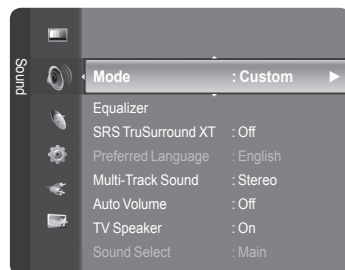 Sound
Mode : Custom
Equalizer
SRS TruSurround XT : Off
Preferred Language : English
Multi-Track Sound : Stereo
Auto Volume : Off
TV Speaker : On
Sound Select : Main